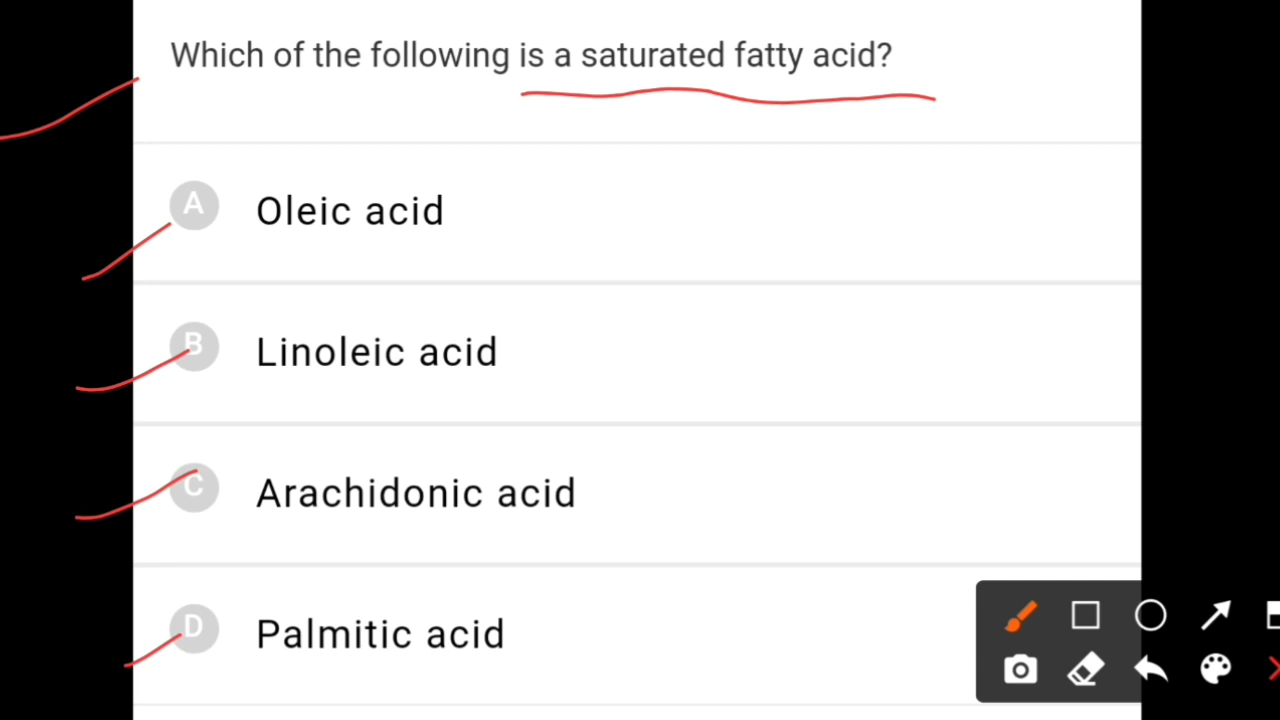 Which of the following is a saturated fatty acid?
A Oleic acid
B Linoleic acid
C Arachidonic acid
D Palmitic acid